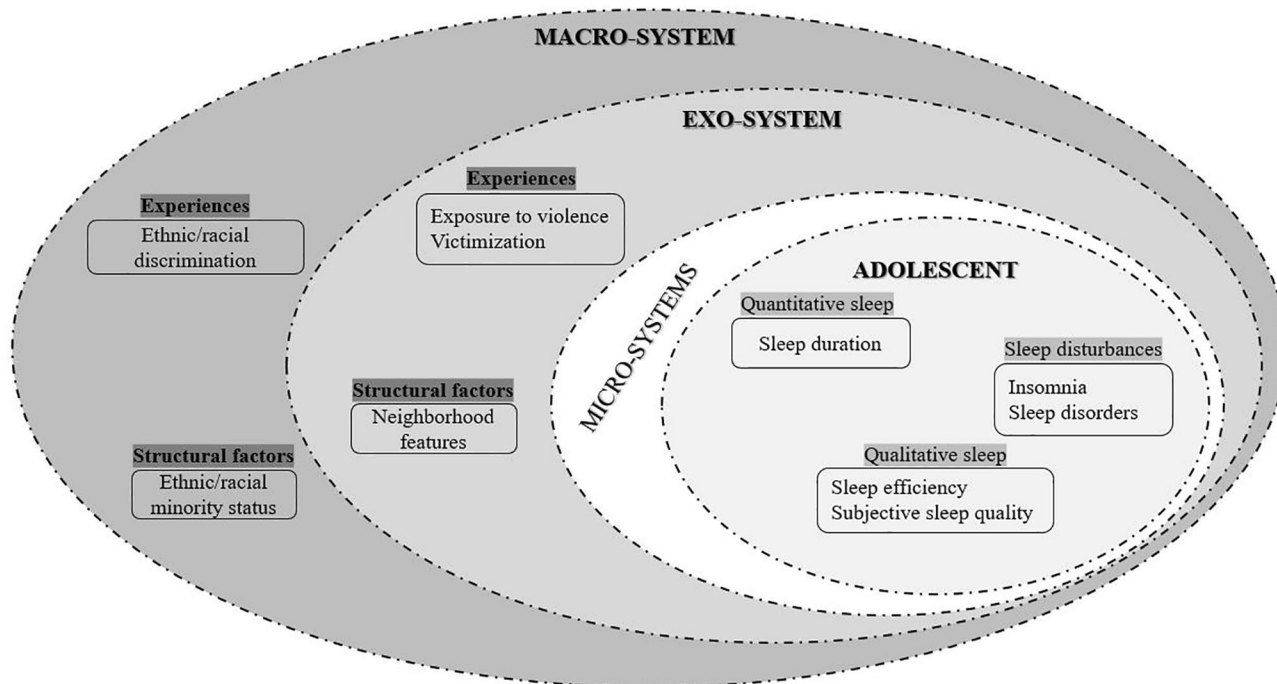 MACRO-SYSTEM
EXO-SYSTEM
Experiences
Exposure to violence
Victimization
Experiences
Ethnic/racial
discrimination
MICRO-SYSTEMS
ADOLESCENT
Quantitative sleep
Sleep duration
Sleep disturbances
Insomnia
Sleep disorders
Structural factors
Neighborhood
features
Structural factors
Ethnic/racial
minority status
Qualitative sleep
Sleep efficiency
Subjective sleep quality